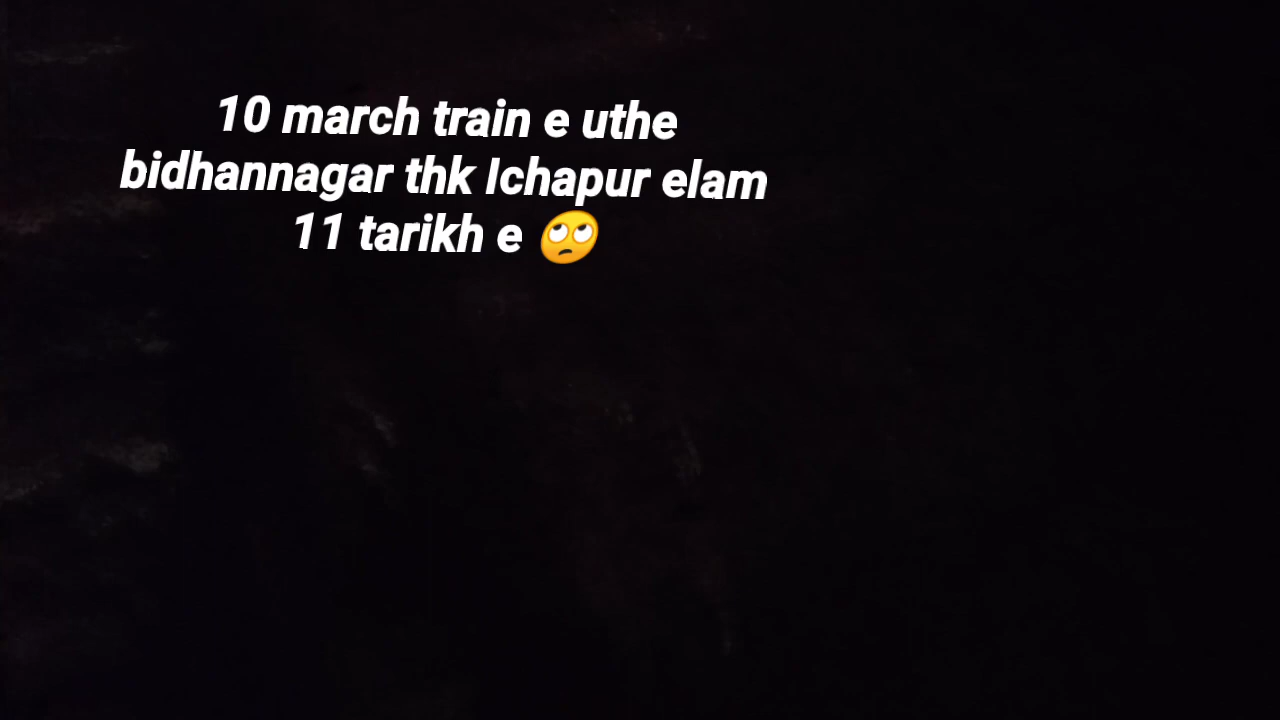 10 march train e uthe
bidhannagar thk Ichapur elam
11 tarikh e 🙄